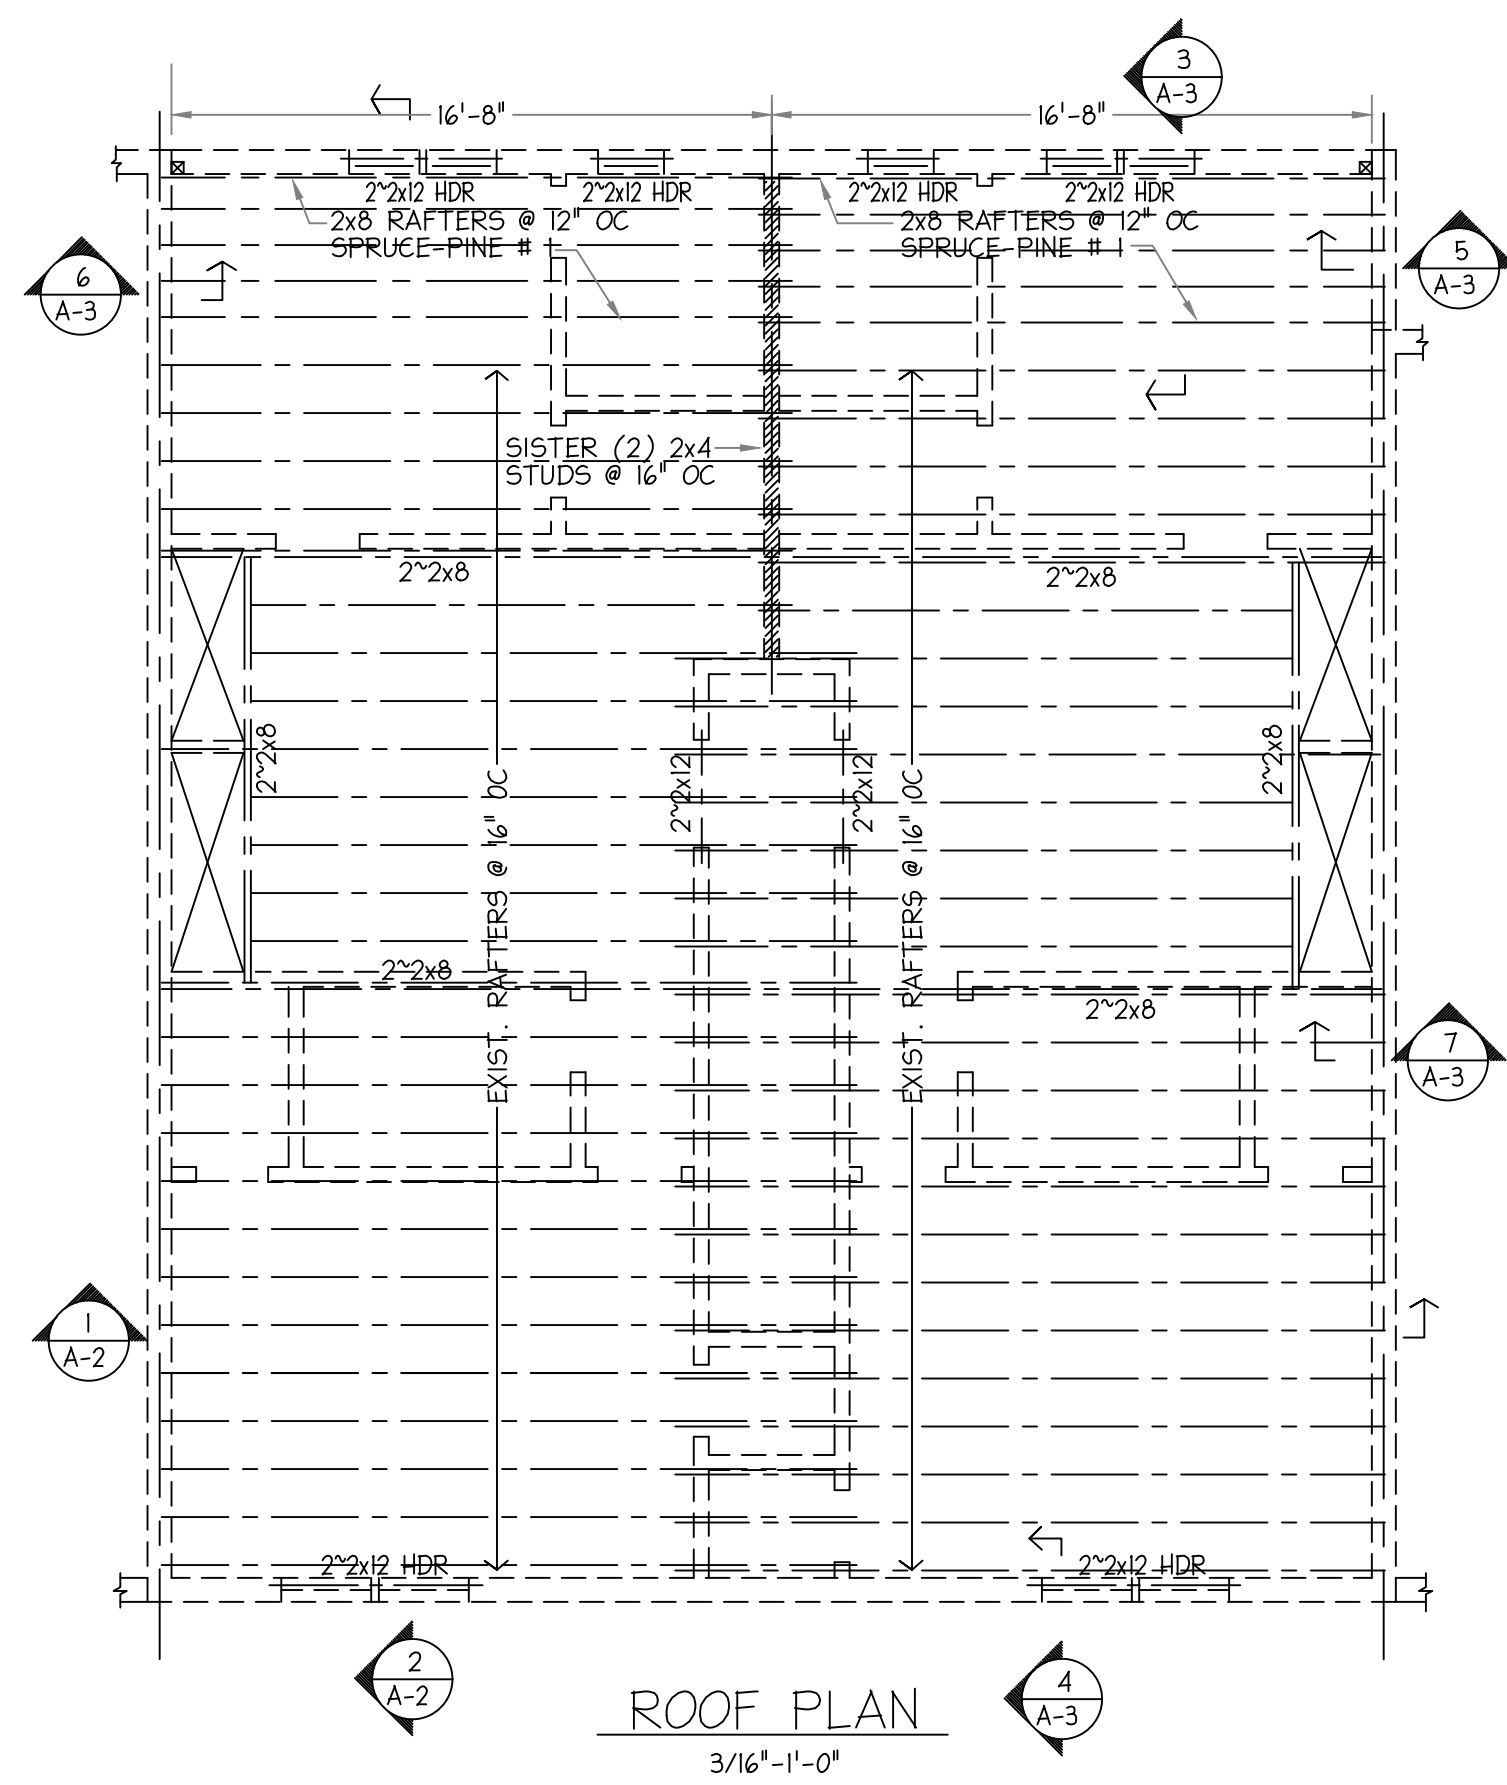 3
A-3
16'-8"
16'-8"
2~2x12 HDR
2~2x12 HDR
2~2x12 HDR
2~2x12 HDR
2x8 RAFTERS @ 12" OC
SPRUCE-PINE # 1
2x8 RAFTERS @ 12" OC
SPRUCE-PINE # 1
6
A-3
5
A-3
SISTER (2) 2x4
STUDS @ 16" OC
2~2x8
2~2x8
2~2x8
2~2x12
2~2x12
2~2x8
EXIST. RAFTERS @ 16" OC
EXIST. RAFTERS @ 16" OC
2~2x8
2~2x8
7
A-3
1
A-2
2~2x12 HDR
2~2x12 HDR
2
A-2
4
A-3
ROOF PLAN
3/16"-1'-0"